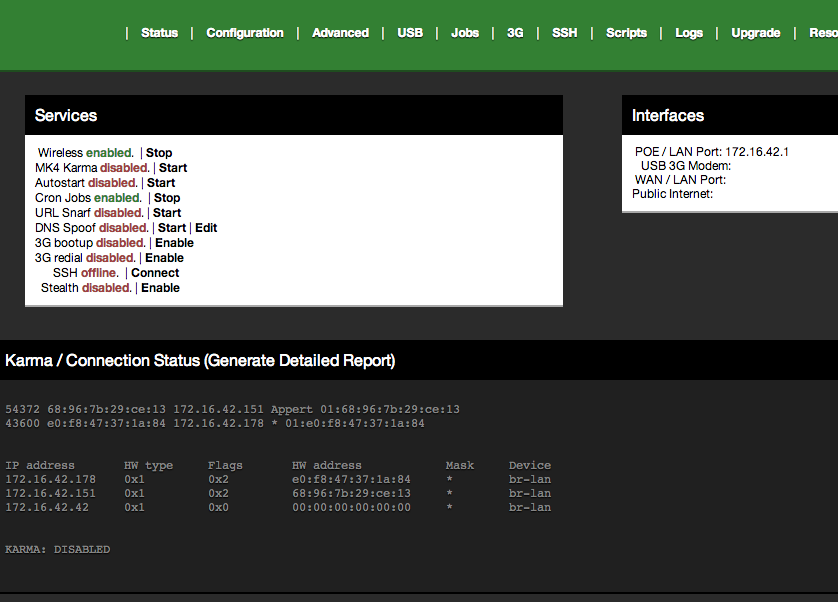 | Status | Configuration | Advanced | USB | Jobs | 3G | SSH | Scripts | Logs | Upgrade | Reso
Services
Wireless enabled. | Stop
MK4 Karma disabled. | Start
Autostart disabled. | Start
Cron Jobs enabled. | Stop
URL Snarf disabled. | Start
DNS Spoof disabled. | Start | Edit
3G bootup disabled. | Enable
3G redial disabled. | Enable
SSH offline. | Connect
Stealth disabled. | Enable
Interfaces
POE / LAN Port: 172.16.42.1
USB 3G Modem:
WAN / LAN Port:
Public Internet:
Karma / Connection Status (Generate Detailed Report)
54372 68:96:7b:29:ce:13 172.16.42.151 Appert 01:68:96:7b:29:ce:13
43600 e0:f8:47:37:1a:84 172.16.42.178 * 01:e0:f8:47:37:1a:84
IP address HW type Flags HW address Mask Device
172.16.42.178 0x1 0x2 e0:f8:47:37:1a:84 * br-lan
172.16.42.151 0x1 0x2 68:96:7b:29:ce:13 * br-lan
172.16.42.42 0x1 0x0 00:00:00:00:00:00 * br-lan
KARMA: DISABLED